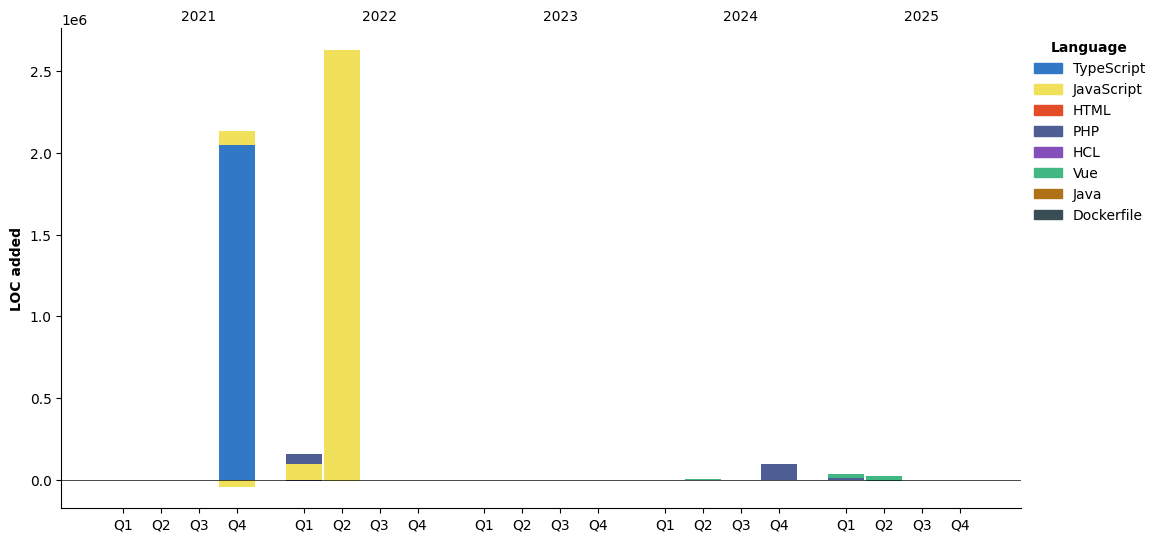 1e6
2021 2022 2023 2024 2025
Language
TypeScript
JavaScript
HTML
PHP
HCL
Vue
Java
Dockerfile
LOC added
2.5
2.0
1.5
1.0
0.5
0.0
Q1 Q2 Q3 Q4 Q1 Q2 Q3 Q4 Q1 Q2 Q3 Q4 Q1 Q2 Q3 Q4 Q1 Q2 Q3 Q4